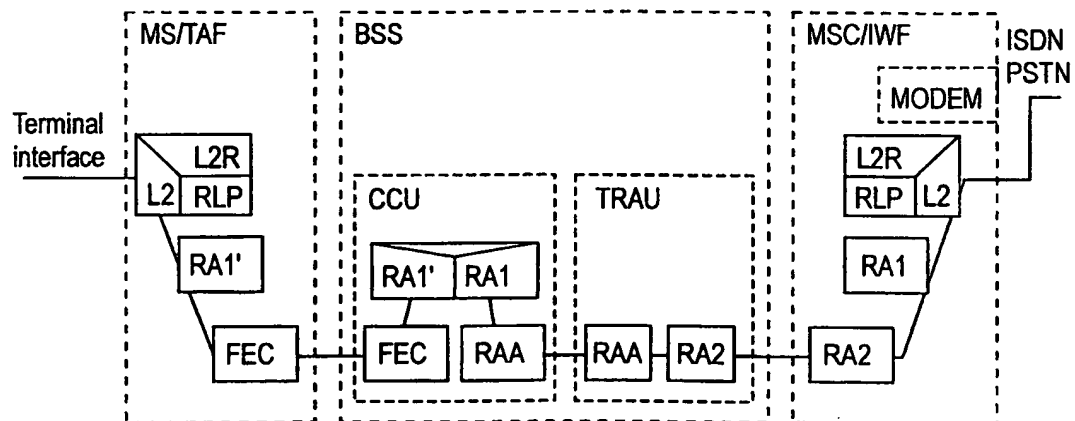 MS/TAF
BSS
MSC/IWF
ISDN
PSTN
MODEM
Terminal
interface
L2R
L2
RLP
L2R
RLP
L2
CCU
TRAU
RA1'
RA1'
RA1
RA1
FEC
FEC
RAA
RAA
RA2
RA2